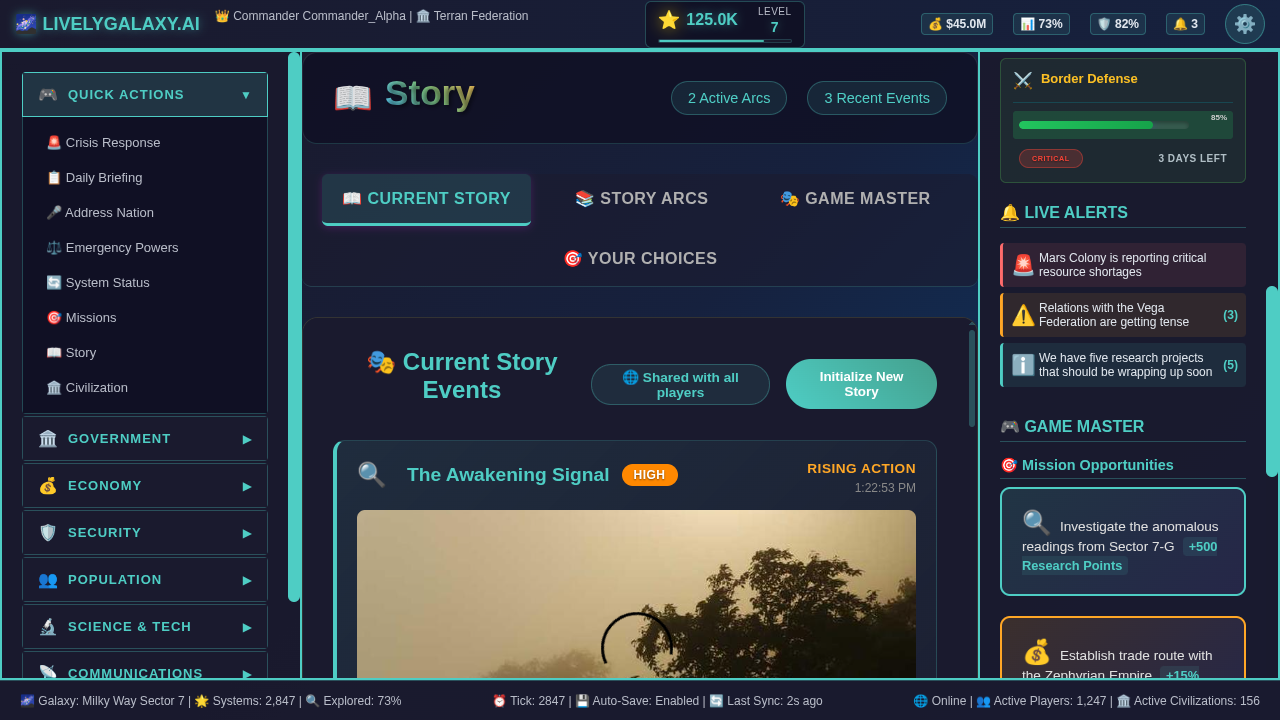 🌌 LIVELYGALAXY.AI
👑 Commander Commander_Alpha | 🏛️ Terran Federation
⭐ 125.0K
LEVEL
7
💰 $45.0M
📊 73%
🛡️ 82%
🔔 3
⚙️
🎮 QUICK ACTIONS ▼
🚨 Crisis Response
📋 Daily Briefing
🎤 Address Nation
⚖️ Emergency Powers
🔄 System Status
🎯 Missions
📖 Story
🏛️ Civilization
🏛️ GOVERNMENT ▶
💰 ECONOMY ▶
🛡️ SECURITY ▶
👥 POPULATION ▶
🔬 SCIENCE & TECH ▶
📡 COMMUNICATIONS ▶
📖 Story
2 Active Arcs
3 Recent Events
📖 CURRENT STORY
📚 STORY ARCS
🎭 GAME MASTER
🎯 YOUR CHOICES
🎭 Current Story
Events
🌐 Shared with all
players
Initialize New
Story
🔍 The Awakening Signal
HIGH
RISING ACTION
1:22:53 PM
⚔️ Border Defense
85%
CRITICAL
3 DAYS LEFT
🔔 LIVE ALERTS
🚨 Mars Colony is reporting critical
resource shortages
⚠️ Relations with the Vega
Federation are getting tense
(3)
ℹ️ We have five research projects
that should be wrapping up soon
(5)
🎮 GAME MASTER
🎯 Mission Opportunities
🔍 Investigate the anomalous
readings from Sector 7-G +500
Research Points
💰 Establish trade route with
the Zephyrian Empire +15%
🌌 Galaxy: Milky Way Sector 7 | 🌟 Systems: 2,847 | 🔍 Explored: 73%
⏰ Tick: 2847 | 💾 Auto-Save: Enabled | 🔄 Last Sync: 2s ago
🌐 Online | 👥 Active Players: 1,247 | 🏛️ Active Civilizations: 156